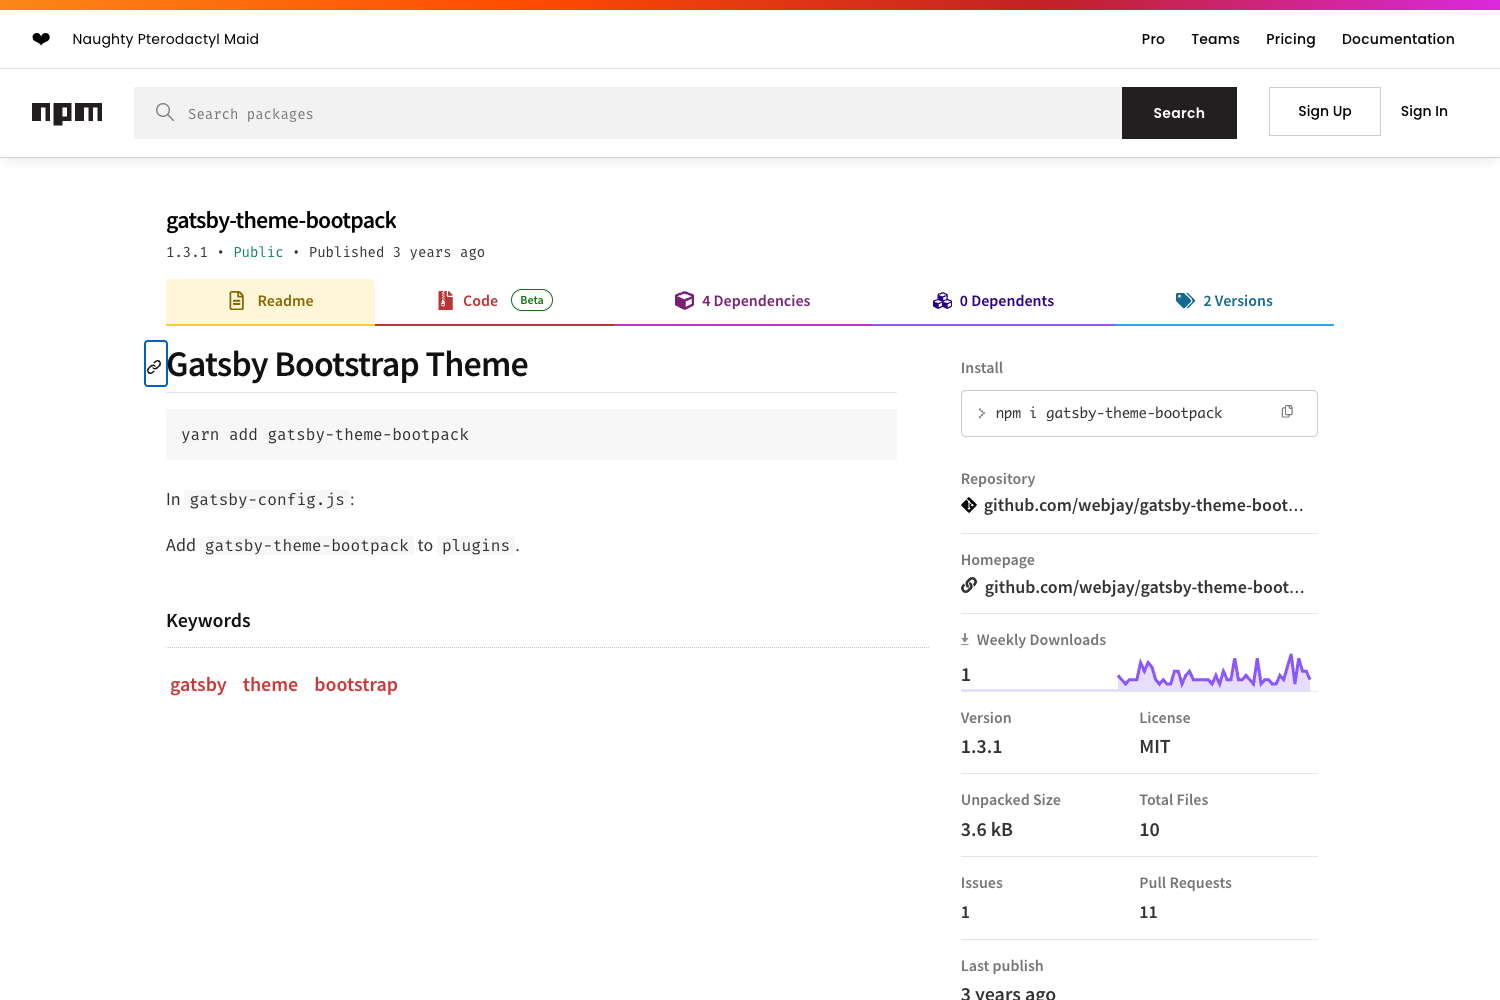 ❤ Naughty Pterodactyl Maid
Pro Teams Pricing Documentation
npm
Search packages
Search
Sign Up Sign In
gatsby-theme-bootpack
1.3.1 • Public • Published 3 years ago
Readme Code Beta 4 Dependencies 0 Dependents 2 Versions
Gatsby Bootstrap Theme
yarn add gatsby-theme-bootpack
In gatsby-config.js:
Add gatsby-theme-bootpack to plugins.
Keywords
gatsby theme bootstrap
Install
> npm i gatsby-theme-bootpack
Repository
github.com/webjay/gatsby-theme-boot...
Homepage
github.com/webjay/gatsby-theme-boot...
Weekly Downloads
1
Version License
1.3.1 MIT
Unpacked Size Total Files
3.6 kB 10
Issues Pull Requests
1 11
Last publish
3 years ago